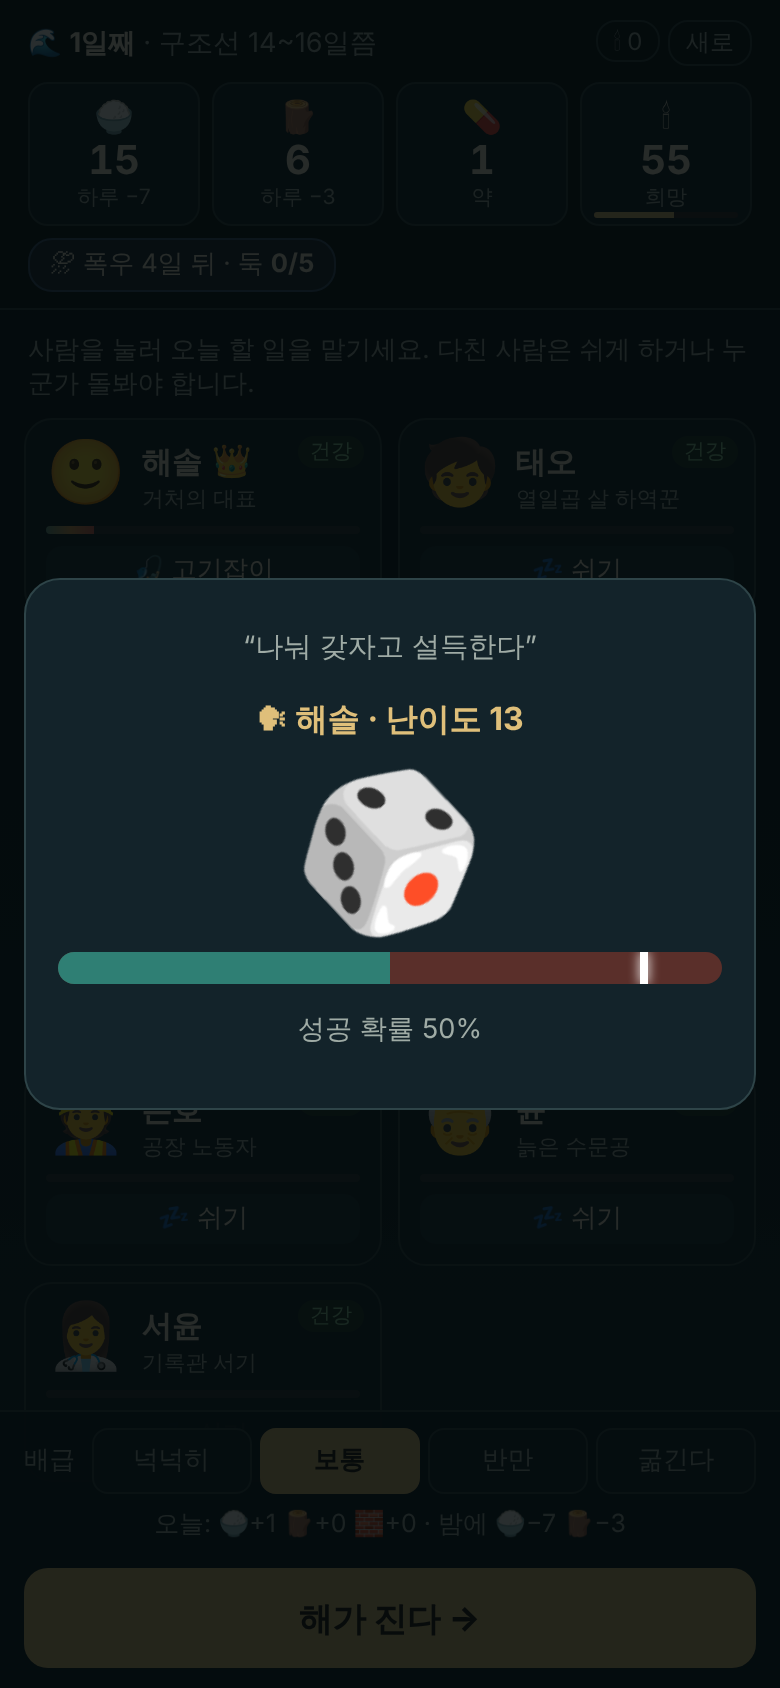 1일째 · 구조선 14~16일쯤
0
새로
15
하루 −7
6
하루 −3
1
약
55
희망
폭우 4일 뒤 · 둑 0/5
사람을 눌러 오늘 할 일을 맡기세요. 다친 사람은 쉬게 하거나 누
군가 돌봐야 합니다.
해솔
건강
거치의 대표
고기잡이
태오
건강
열일곱 살 하역꾼
쉬기
“나눠 갖자고 설득한다”
해솔 · 난이도 13
성공 확률 50%
공장 노동자
쉬기
윤
늙은 수문공
쉬기
서윤
건강
기록관 서기
배급
넉넉히
보통
반만
굶긴다
오늘: +1 +0 +0 · 밤에 −7 −3
해가 진다 →